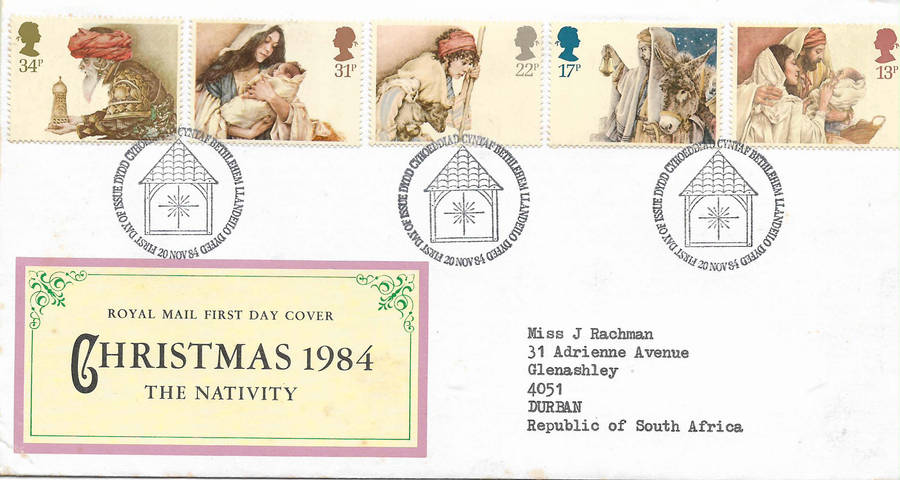 34P
31P
22P
17P
13P
FIRST DAY OF ISSUE DYDD CYHOEDDIAD CYNTAF BETHLEHEM LLANDEILO DYFED
20 NOV 84
FIRST DAY OF ISSUE DYDD CYHOEDDIAD CYNTAF BETHLEHEM LLANDEILO DYFED
20 NOV 84
FIRST DAY OF ISSUE DYDD CYHOEDDIAD CYNTAF BETHLEHEM LLANDEILO DYFED
20 NOV 84
ROYAL MAIL FIRST DAY COVER
CHRISTMAS 1984
THE NATIVITY
Miss J Rachman
31 Adrienne Avenue
Glenashley
4051
DURBAN
Republic of South Africa